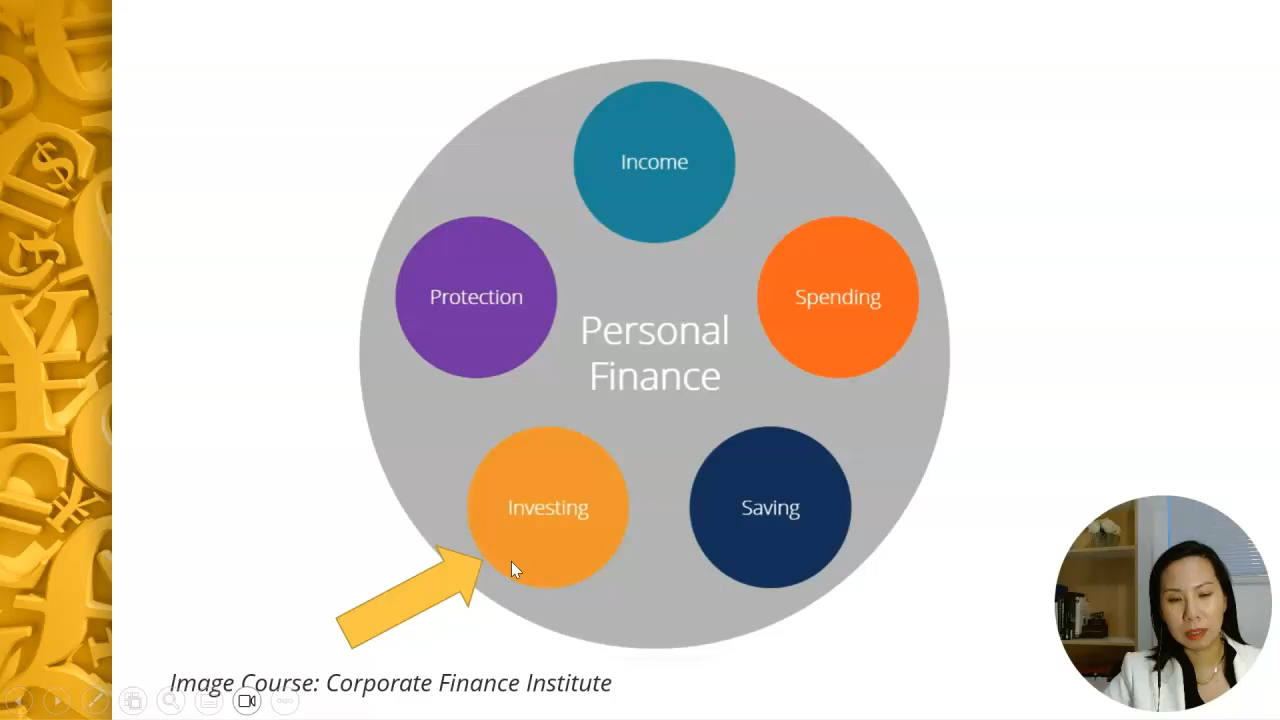 Income
Protection
Spending
Personal
Finance
Investing
Saving
Image Course: Corporate Finance Institute